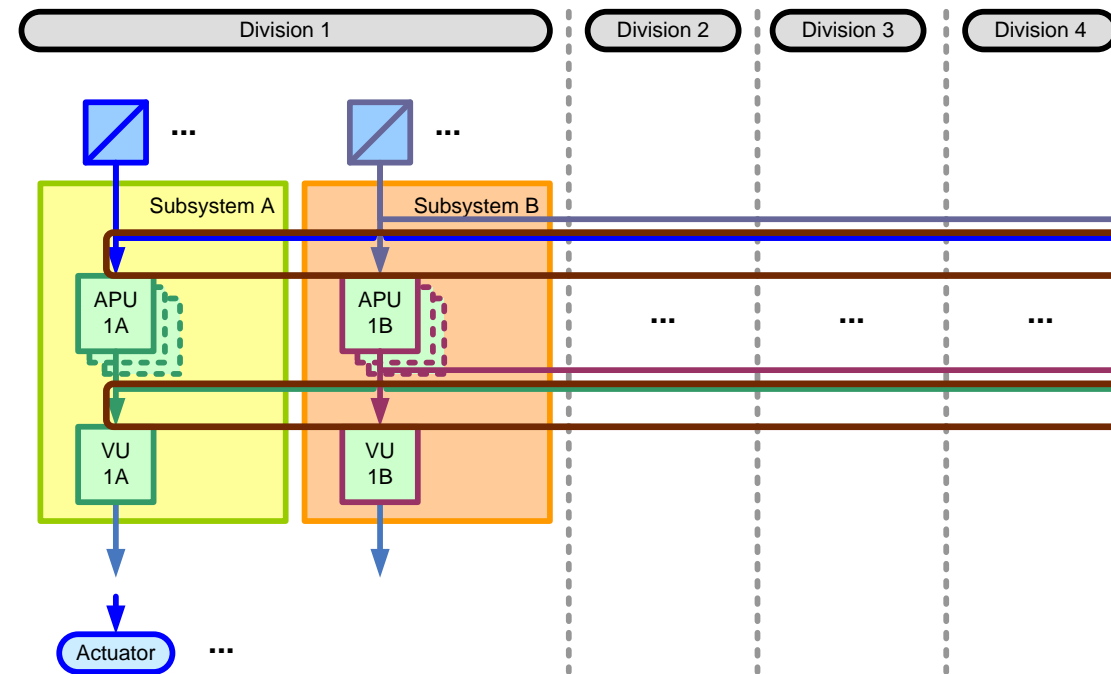 Division 1
Division 2
Division 3
Division 4
...
...
Subsystem A
Subsystem B
APU
1A
APU
1B
...
...
...
VU
1A
VU
1B
Actuator
...